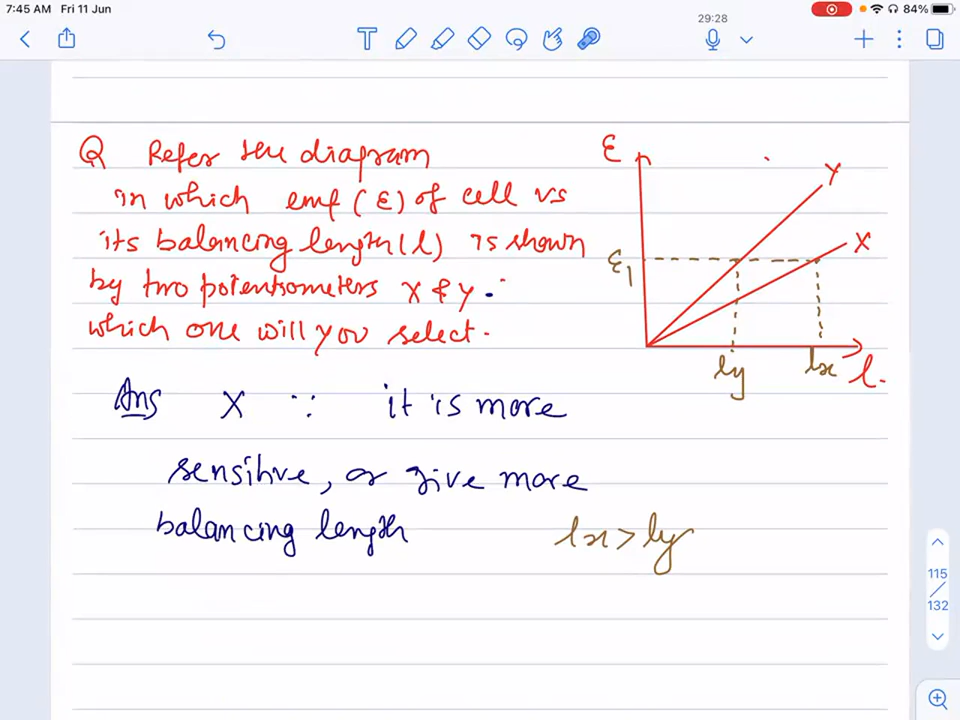 7:45 AM Fri 11 Jun
84%
29:28
T
Q Refer the diagram
in which emf (ε) of cell vs
its balancing length (l) is shown
by two potentiometers X & Y .
which one will you select.
ε
Y
X
ε1
ly
lx
l.
Ans X ∵ it is more
sensitive, or give more
balancing length
lx > ly
115
/
132